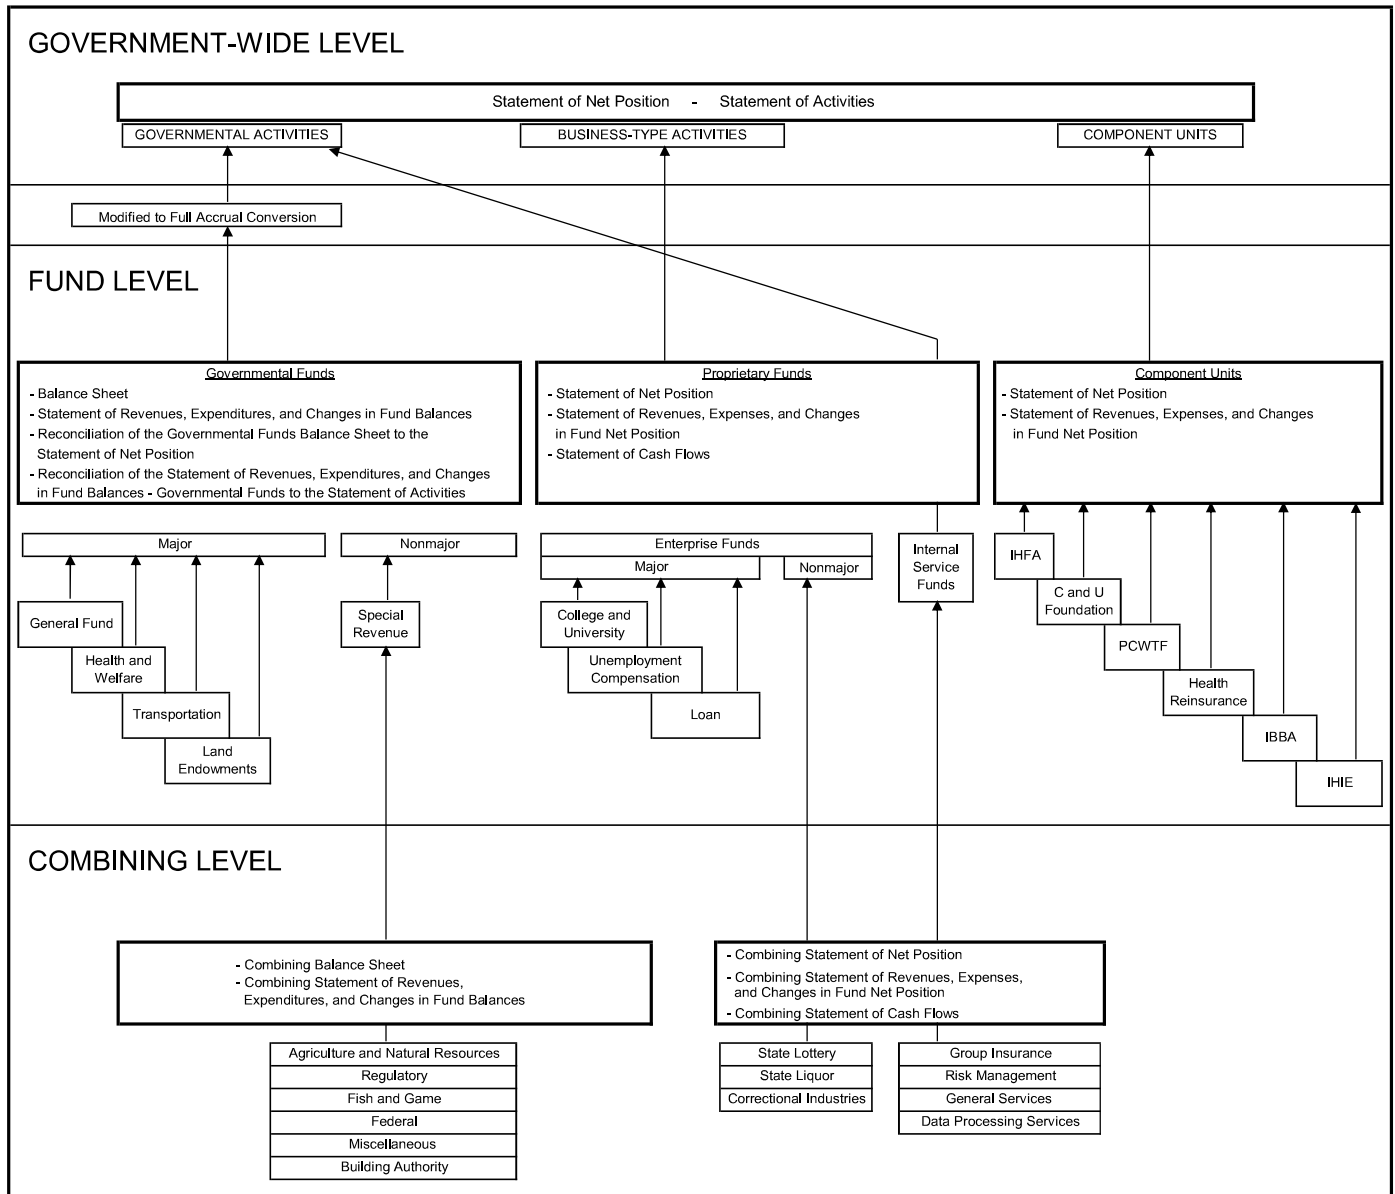 GOVERNMENT-WIDE LEVEL
Statement of Net Position - Statement of Activities
GOVERNMENTAL ACTIVITIES
BUSINESS-TYPE ACTIVITIES
COMPONENT UNITS
Modified to Full Accrual Conversion
FUND LEVEL
Governmental Funds
- Balance Sheet
- Statement of Revenues, Expenditures, and Changes in Fund Balances
- Reconciliation of the Governmental Funds Balance Sheet to the
Statement of Net Position
- Reconciliation of the Statement of Revenues, Expenditures, and Changes
in Fund Balances - Governmental Funds to the Statement of Activities
Proprietary Funds
- Statement of Net Position
- Statement of Revenues, Expenses, and Changes
in Fund Net Position
- Statement of Cash Flows
Component Units
- Statement of Net Position
- Statement of Revenues, Expenses, and Changes
in Fund Net Position
Major
Nonmajor
General Fund
Health and
Welfare
Transportation
Land
Endowments
Special
Revenue
Enterprise Funds
Major
Nonmajor
College and
University
Unemployment
Compensation
Loan
Internal
Service
Funds
IHFA
C and U
Foundation
PCWTF
Health
Reinsurance
IBBA
IHIE
COMBINING LEVEL
- Combining Balance Sheet
- Combining Statement of Revenues,
Expenditures, and Changes in Fund Balances
- Combining Statement of Net Position
- Combining Statement of Revenues, Expenses,
and Changes in Fund Net Position
- Combining Statement of Cash Flows
Agriculture and Natural Resources
Regulatory
Fish and Game
Federal
Miscellaneous
Building Authority
State Lottery
State Liquor
Correctional Industries
Group Insurance
Risk Management
General Services
Data Processing Services